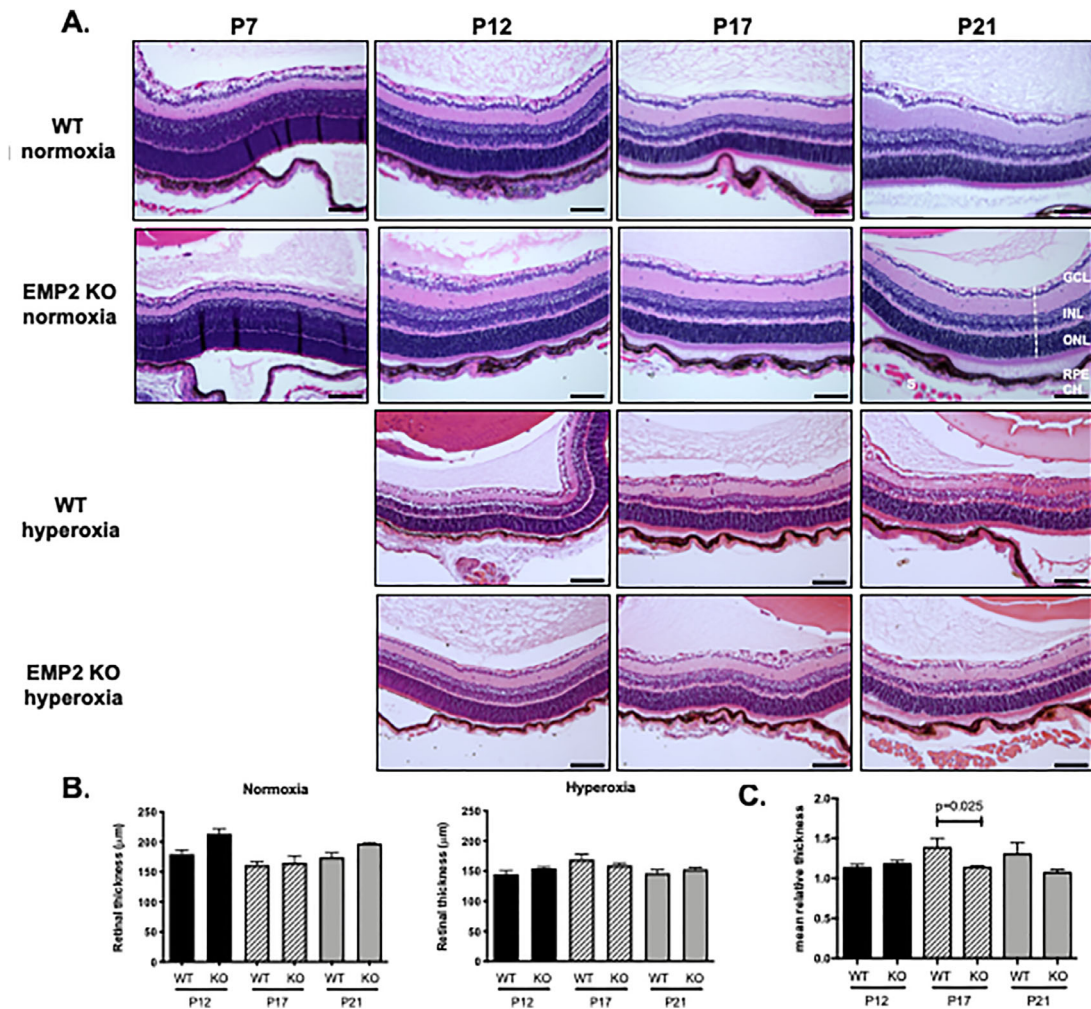 A.
P7 P12 P17 P21
WT
normoxia
EMP2 KO
normoxia
GCL
INL
ONL
RPE
CH
S
WT
hyperoxia
EMP2 KO
hyperoxia
B.
Normoxia
Retinal thickness (μm)
250
200
150
100
50
0
WT KO WT KO WT KO
P12 P17 P21
Hyperoxia
Retinal thickness (μm)
250
200
150
100
50
0
WT KO WT KO WT KO
P12 P17 P21
C.
mean relative thickness
2.0
1.5
1.0
0.5
0.0
p=0.025
WT KO WT KO WT KO
P12 P17 P21